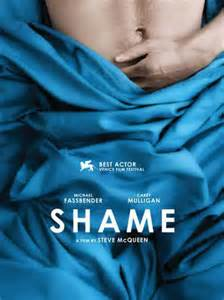 BEST ACTOR
VENICE FILM FESTIVAL
MICHAEL
FASSBENDER
CAREY
MULLIGAN
SHAME
A FILM BY STEVE McQUEEN